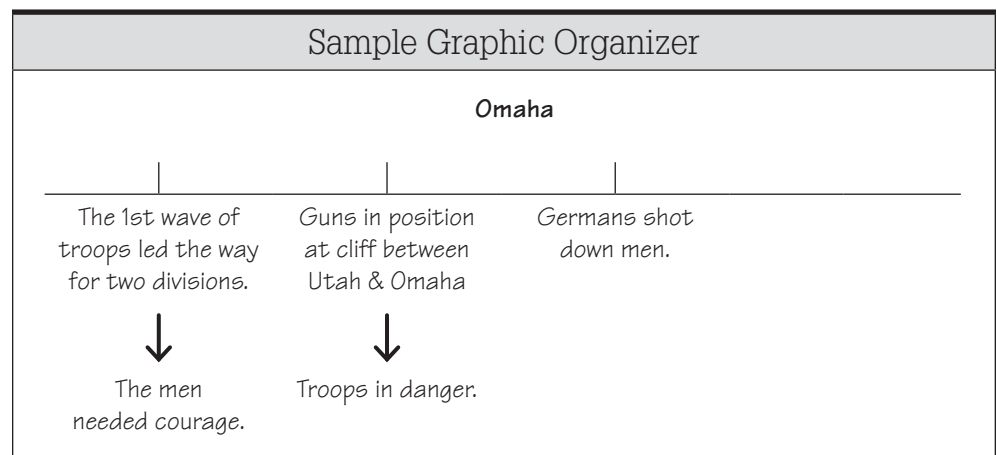 Sample Graphic Organizer
Omaha
The 1st wave of
troops led the way
for two divisions.
Guns in position
at cliff between
Utah & Omaha
Germans shot
down men.
The men
needed courage.
Troops in danger.